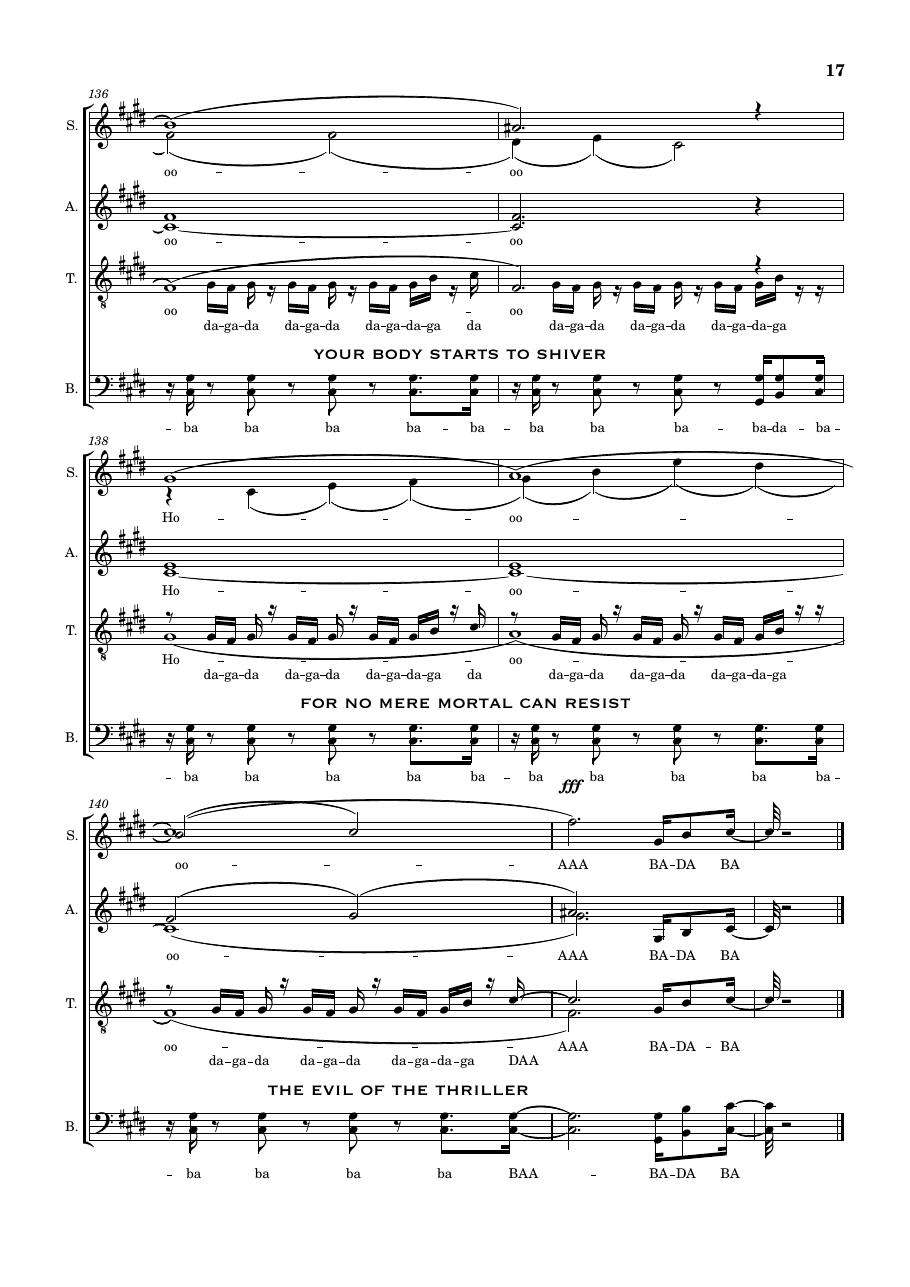 17
136
S.
oo – – – oo
A.
oo – – – oo
T.
oo – – – – oo
da–ga–da da–ga–da da–ga–da–ga da da–ga–da da–ga–da da–ga–da–ga
YOUR BODY STARTS TO SHIVER
B.
– ba ba ba ba – ba – ba ba ba – ba–da – ba –
138
S.
Ho – – – oo – – –
A.
Ho – – – oo – – –
T.
Ho – – – oo – – –
da–ga–da da–ga–da da–ga–da–ga da da–ga–da da–ga–da da–ga–da–ga
FOR NO MERE MORTAL CAN RESIST
B.
– ba ba ba ba ba – ba ba ba ba ba –
fff
140
S.
oo – – – – AAA BA–DA BA
A.
oo – – – – AAA BA–DA BA
T.
oo – – – – AAA BA–DA – BA
da–ga–da da–ga–da da–ga–da–ga DAA
THE EVIL OF THE THRILLER
B.
– ba ba ba ba BAA – BA–DA BA